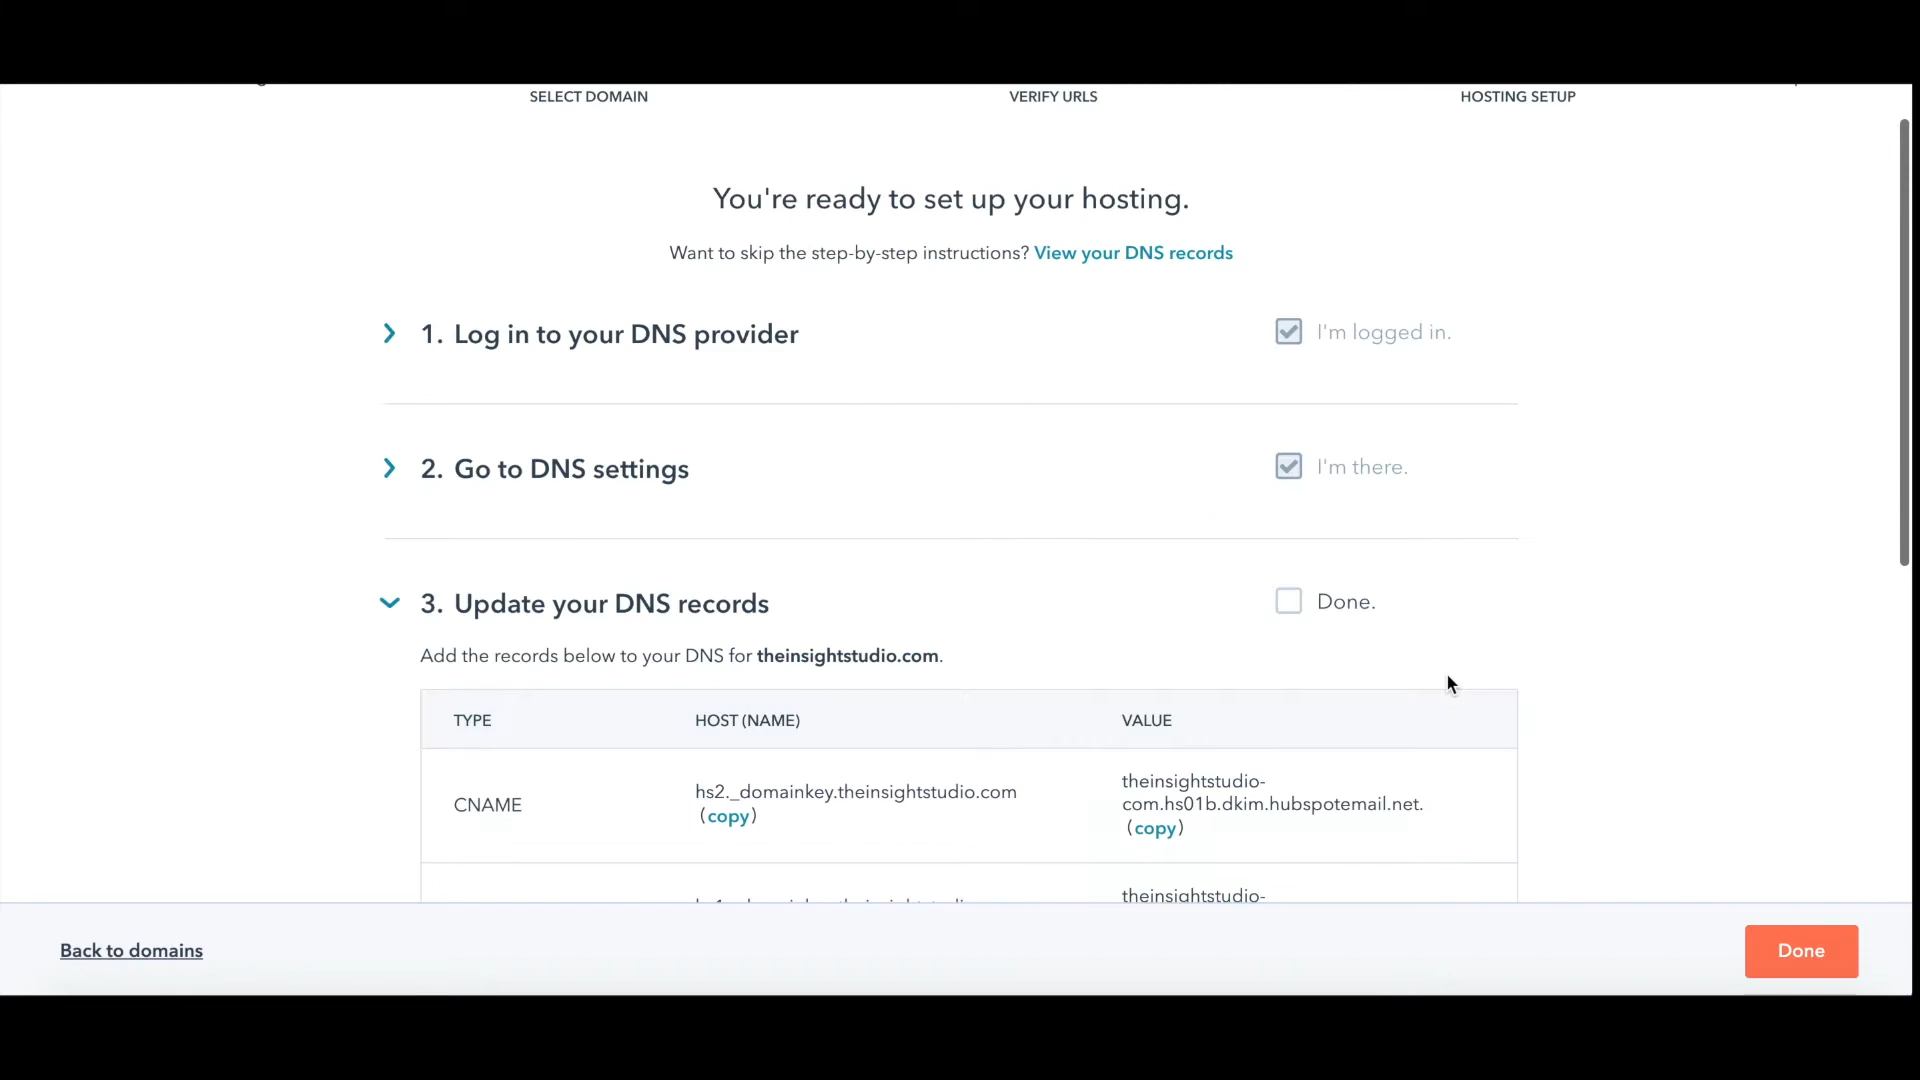 SELECT DOMAIN
VERIFY URLS
HOSTING SETUP
You're ready to set up your hosting.
Want to skip the step-by-step instructions? View your DNS records
1. Log in to your DNS provider
I'm logged in.
2. Go to DNS settings
I'm there.
3. Update your DNS records
Done.
Add the records below to your DNS for theinsightstudio.com.
TYPE
HOST (NAME)
VALUE
CNAME
hs2._domainkey.theinsightstudio.com
(copy)
theinsightstudio-
com.hs01b.dkim.hubspotemail.net.
(copy)
theinsightstudio-
Back to domains
Done